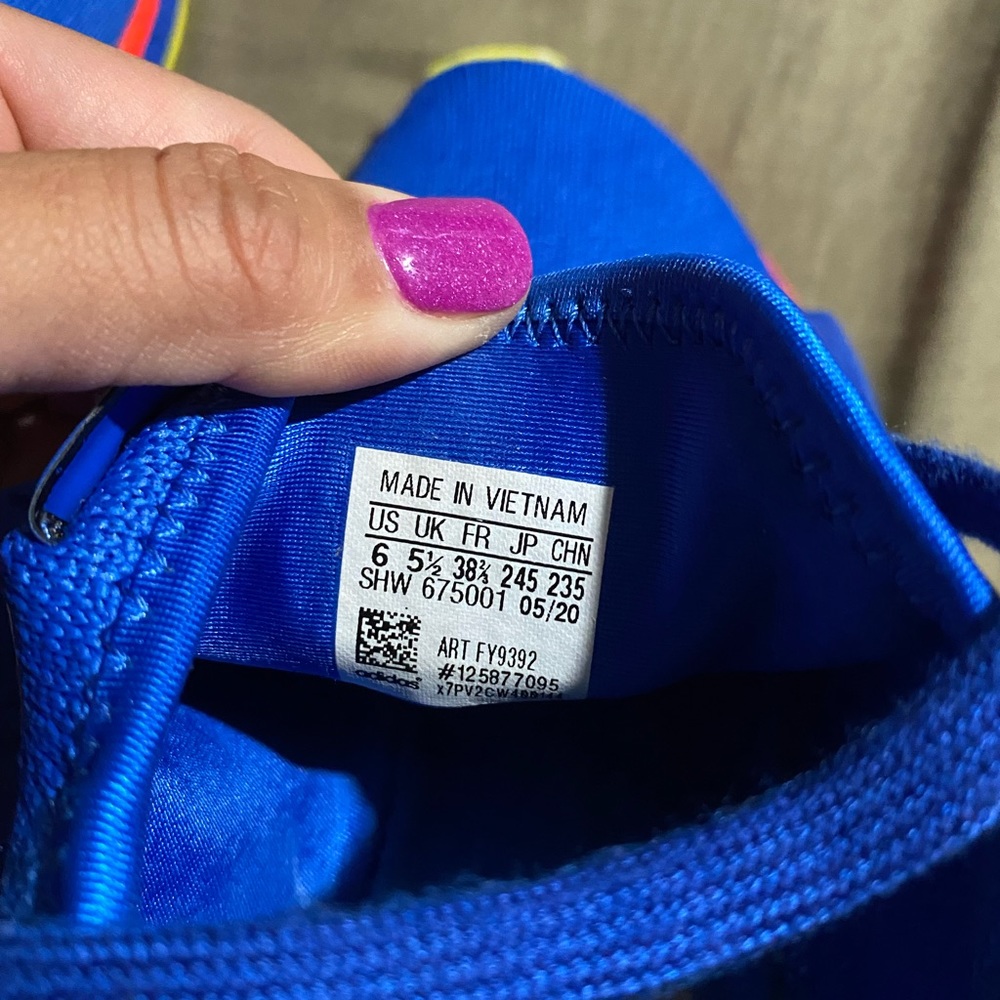 MADE IN VIETNAM
US UK FR JP CHN
6 5½ 38⅔ 245 235
SHW 675001 05/20
ART FY9392
adidas #125877095